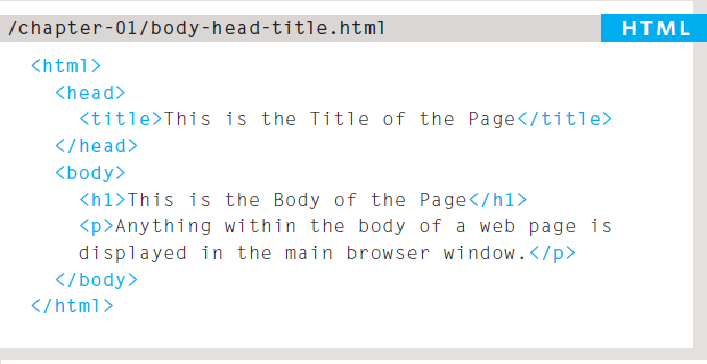 /chapter-01/body-head-title.html HTML
<html>
<head>
<title>This is the Title of the Page</title>
</head>
<body>
<h1>This is the Body of the Page</h1>
<p>Anything within the body of a web page is
displayed in the main browser window.</p>
</body>
</html>